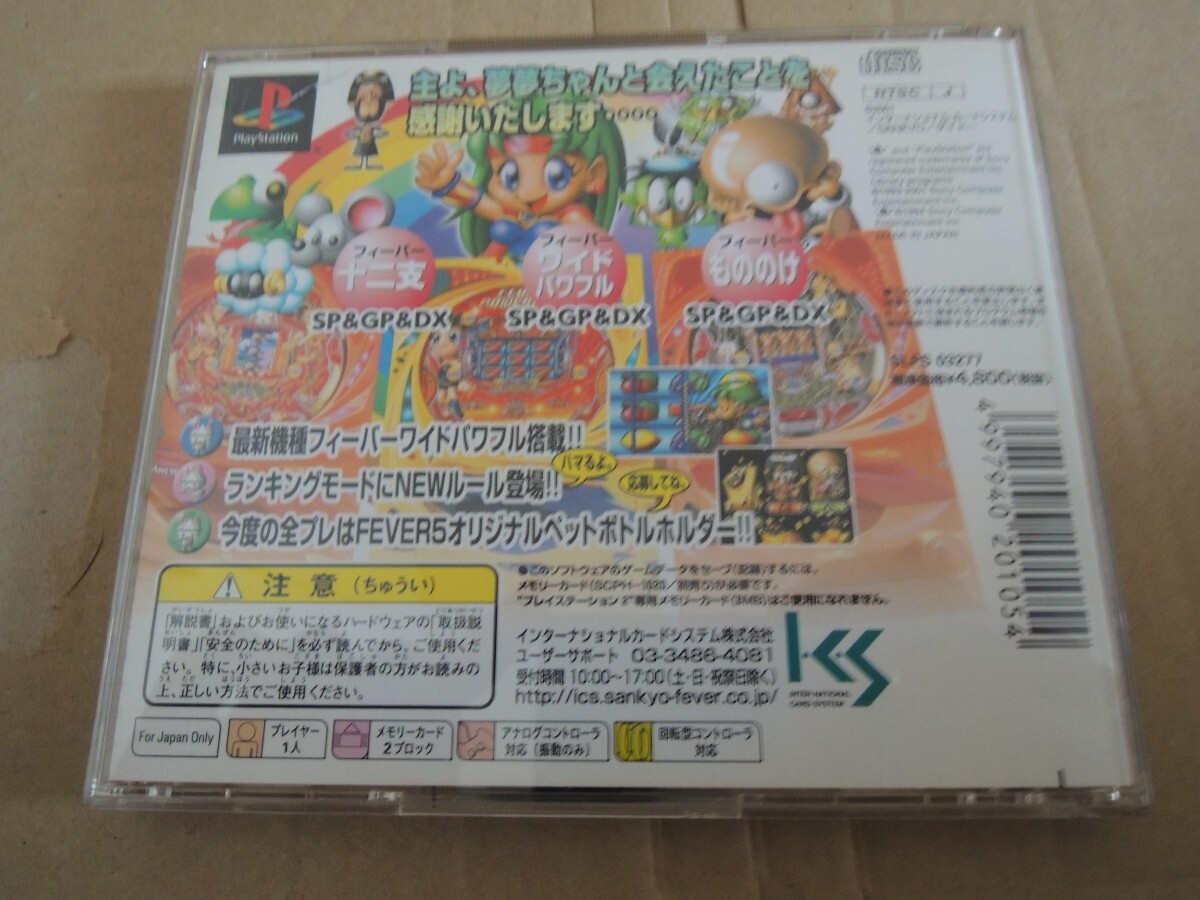 PlayStation
主よ、夢夢ちゃんと会えたことを
感謝いたします。。。。
フィーバー
十二支
SP&GP&DX
フィーバー
ワイド
パワフル
SP&GP&DX
フィーバー
もののけ
SP&GP&DX
最新機種フィーバーワイドパワフル搭載!!
ランキングモードにNEWルール登場!!
ハマるよ。
応募してね。
今度の全プレはFEVER5オリジナルペットボトルホルダー!!
NTSC J
SLPS 03277
4 997940 201054
注意(ちゅうい)
「解説書」およびお使いになるハードウェアの「取扱説
明書」「安全のために」を必ず読んでから、ご使用くだ
さい。特に、小さいお子様は保護者の方がお読みの
上、正しい方法でご使用ください。
●このソフトウェアのゲームデータをセーブ(記録)するには、
メモリーカード(SCPH-1020/別売り)が必要です。
"プレイステーション 2"専用メモリーカード(8MB)はご使用になれません。
インターナショナルカードシステム株式会社
ユーザーサポート 03-3486-4081
受付時間 10:00〜17:00(土・日・祝祭日除く)
http://ics.sankyo-fever.co.jp/
ICS
INTERNATIONAL
CARD SYSTEM
For Japan Only
プレイヤー
1人
メモリーカード
2ブロック
アナログコントローラ
対応(振動のみ)
回転型コントローラ
対応